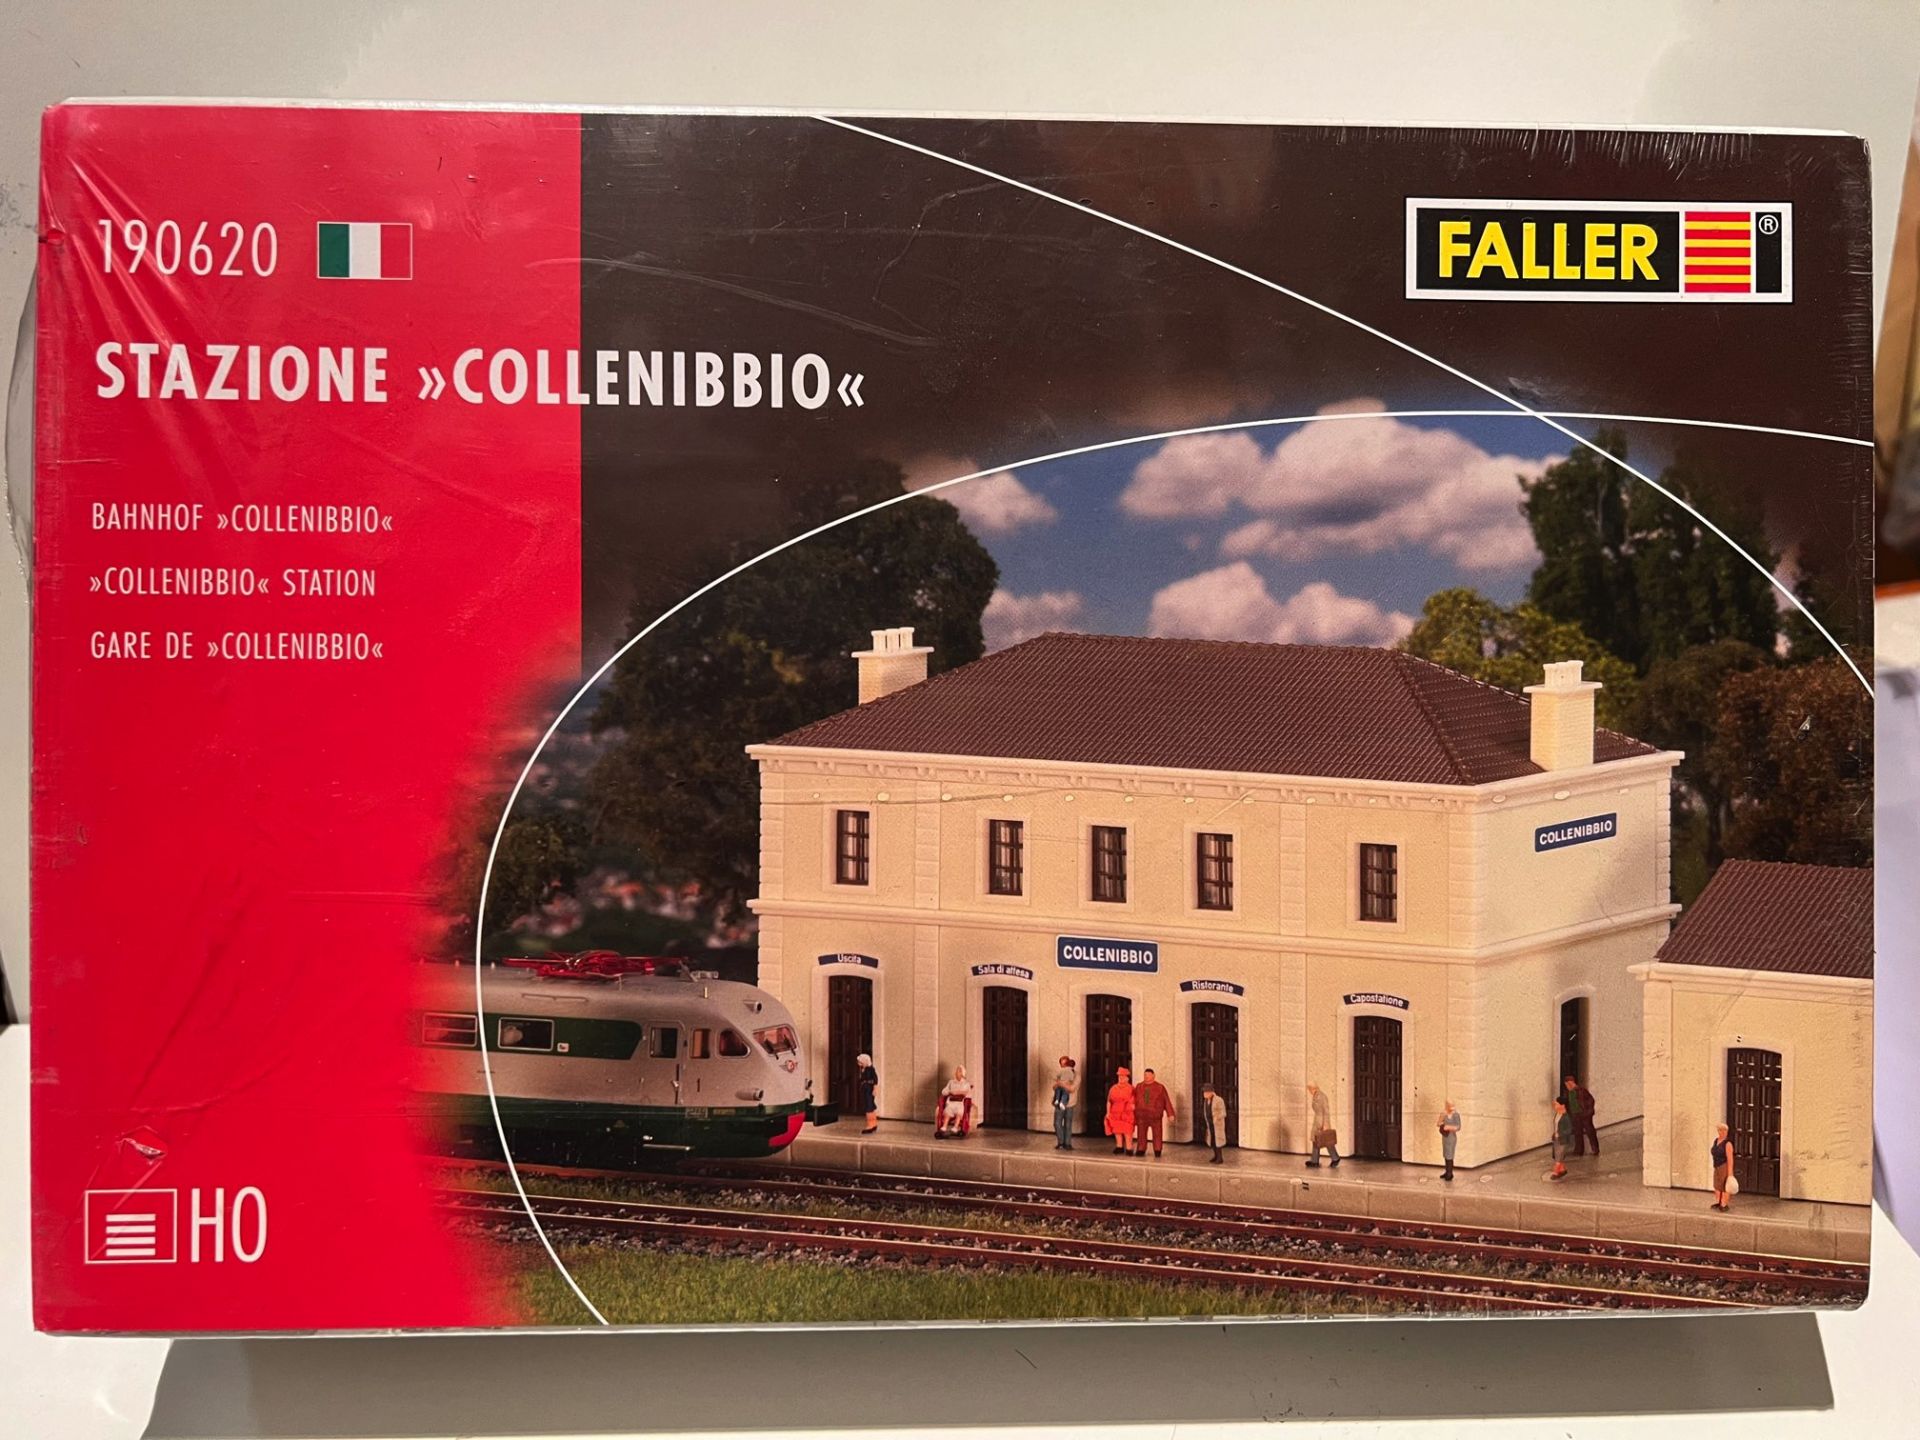 190620
FALLER®
STAZIONE »COLLENIBBIO«
BAHNHOF »COLLENIBBIO«
»COLLENIBBIO« STATION
GARE DE »COLLENIBBIO«
COLLENIBBIO
COLLENIBBIO
Uscita
Sala di attesa
Ristorante
Capostazione
H0